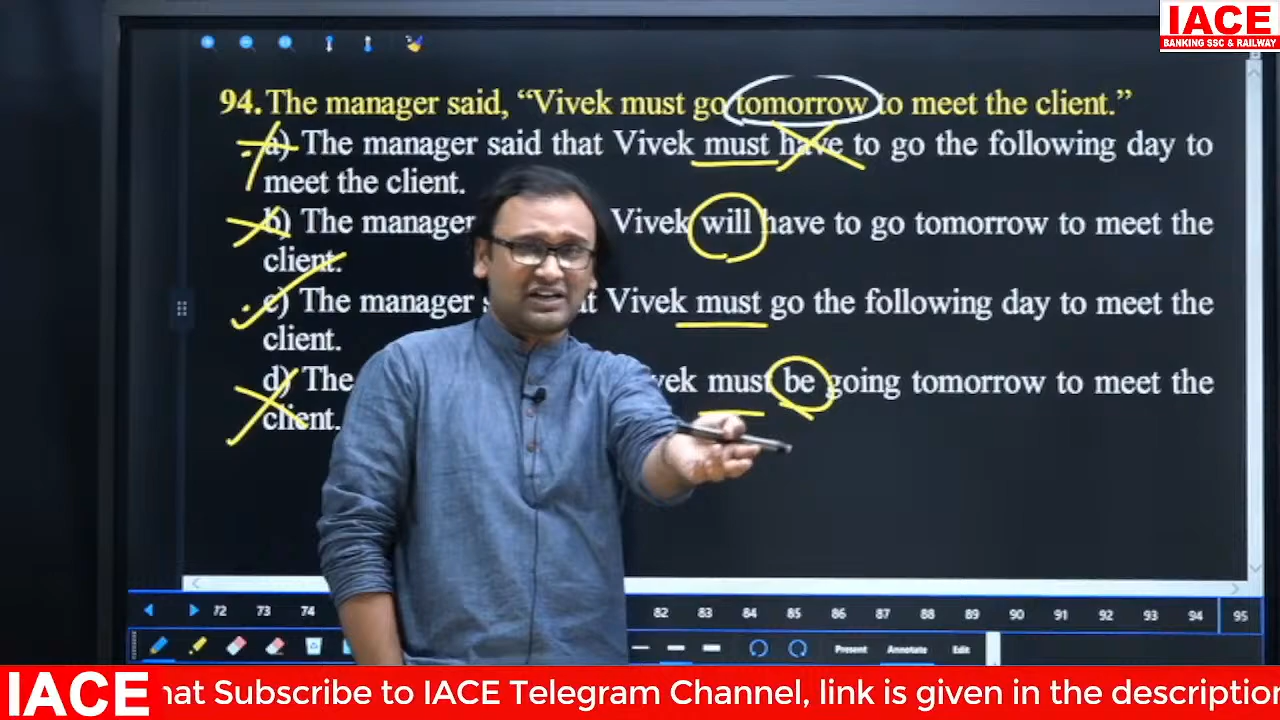 IACE
BANKING SSC & RAILWAY
94. The manager said, “Vivek must go tomorrow to meet the client.”
a) The manager said that Vivek must have to go the following day to
meet the client.
b) The manager Vivek will have to go tomorrow to meet the
client.
c) The manager Vivek must go the following day to meet the
client.
d) The must be going tomorrow to meet the
client.
72 73 74 82 83 84 85 86 87 88 89 90 91 92 93 94 95
Present Annotate Edit
IACE Subscribe to IACE Telegram Channel, link is given in the description